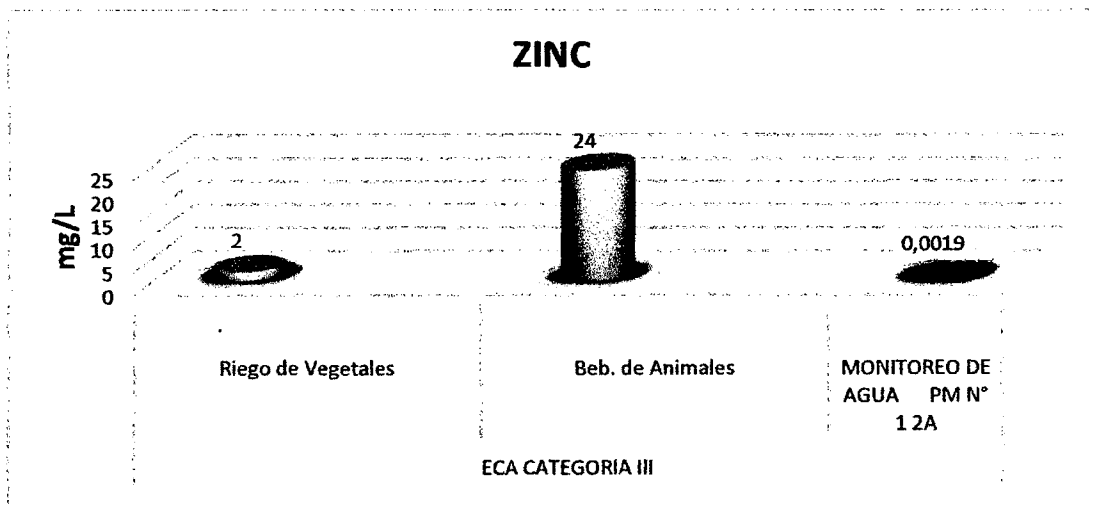 ZINC
24
25
20
15
10
5
0
mg/L
2
0,0019
Riego de Vegetales
Beb. de Animales
MONITOREO DE
AGUA PM N°
1 2A
ECA CATEGORIA III